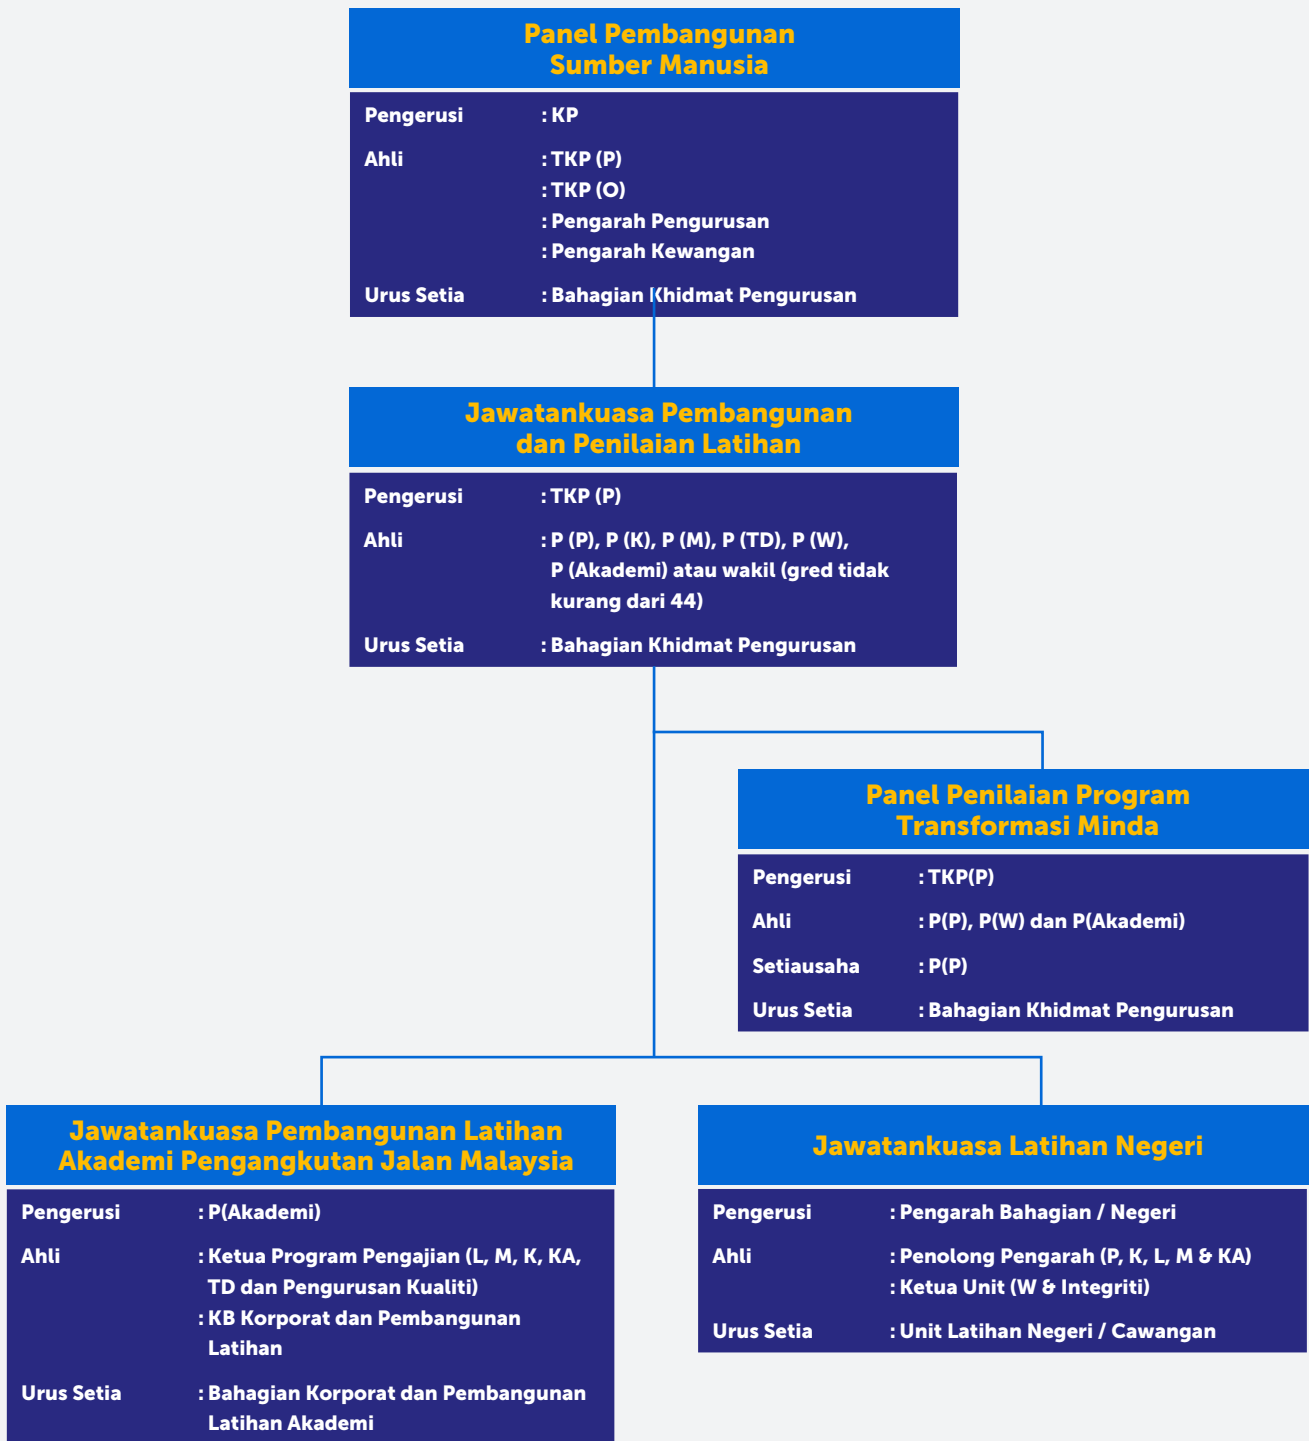 Panel Pembangunan
Sumber Manusia
Pengerusi : KP
Ahli : TKP (P)
: TKP (O)
: Pengarah Pengurusan
: Pengarah Kewangan
Urus Setia : Bahagian Khidmat Pengurusan
Jawatankuasa Pembangunan
dan Penilaian Latihan
Pengerusi : TKP (P)
Ahli : P (P), P (K), P (M), P (TD), P (W),
P (Akademi) atau wakil (gred tidak
kurang dari 44)
Urus Setia : Bahagian Khidmat Pengurusan
Panel Penilaian Program
Transformasi Minda
Pengerusi : TKP(P)
Ahli : P(P), P(W) dan P(Akademi)
Setiausaha : P(P)
Urus Setia : Bahagian Khidmat Pengurusan
Jawatankuasa Pembangunan Latihan
Akademi Pengangkutan Jalan Malaysia
Pengerusi : P(Akademi)
Ahli : Ketua Program Pengajian (L, M, K, KA,
TD dan Pengurusan Kualiti)
: KB Korporat dan Pembangunan
Latihan
Urus Setia : Bahagian Korporat dan Pembangunan
Latihan Akademi
Jawatankuasa Latihan Negeri
Pengerusi : Pengarah Bahagian / Negeri
Ahli : Penolong Pengarah (P, K, L, M & KA)
: Ketua Unit (W & Integriti)
Urus Setia : Unit Latihan Negeri / Cawangan